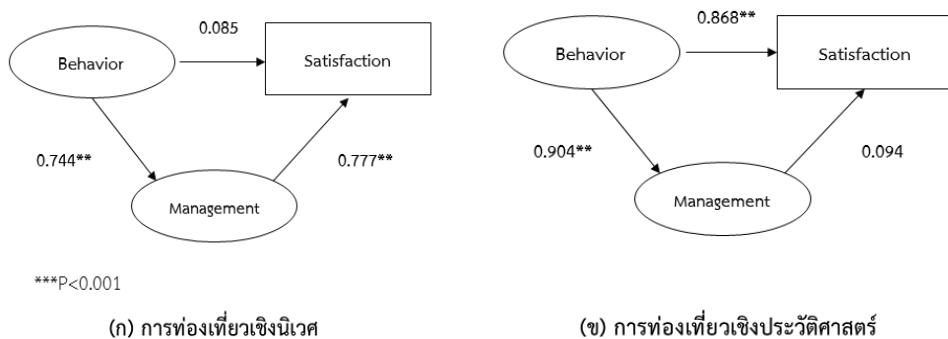 0.085
Behavior
Satisfaction
0.744**
0.777**
Management
***P<0.001
(ก) การท่องเที่ยวเชิงนิเวศ
0.868**
Behavior
Satisfaction
0.904**
0.094
Management
(ข) การท่องเที่ยวเชิงประวัติศาสตร์